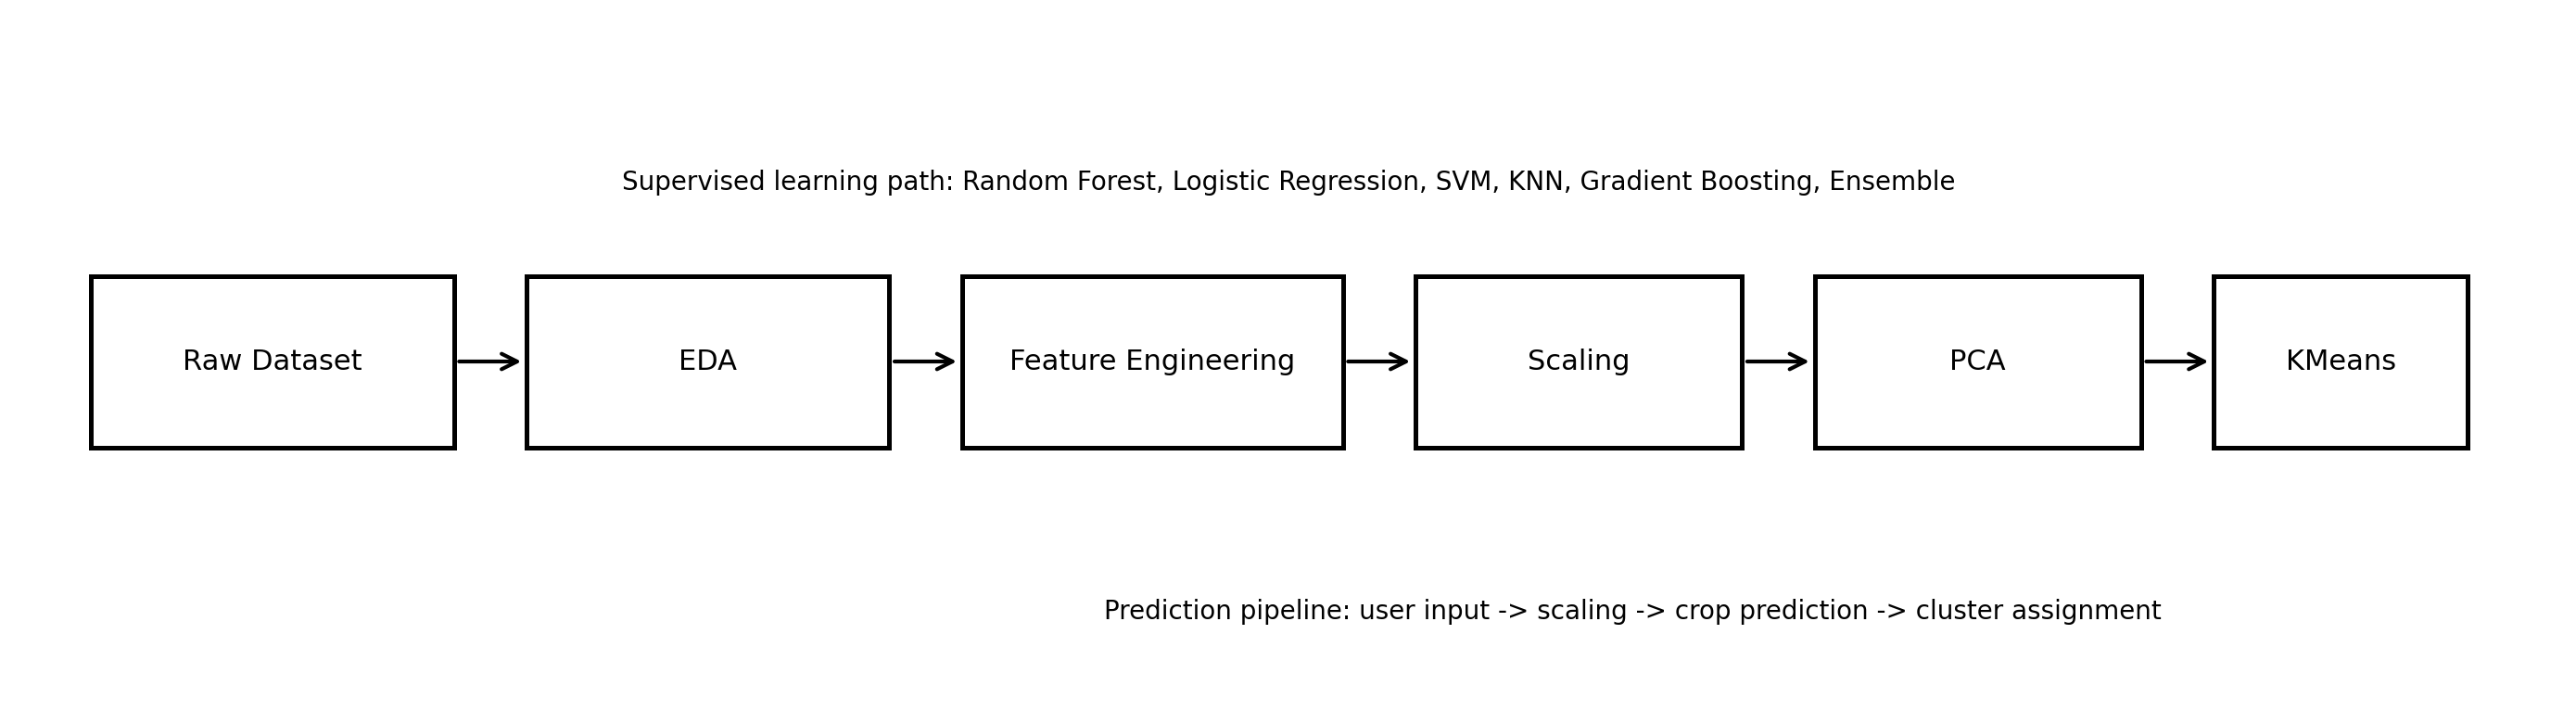 Supervised learning path: Random Forest, Logistic Regression, SVM, KNN, Gradient Boosting, Ensemble
Raw Dataset
EDA
Feature Engineering
Scaling
PCA
KMeans
Prediction pipeline: user input -> scaling -> crop prediction -> cluster assignment